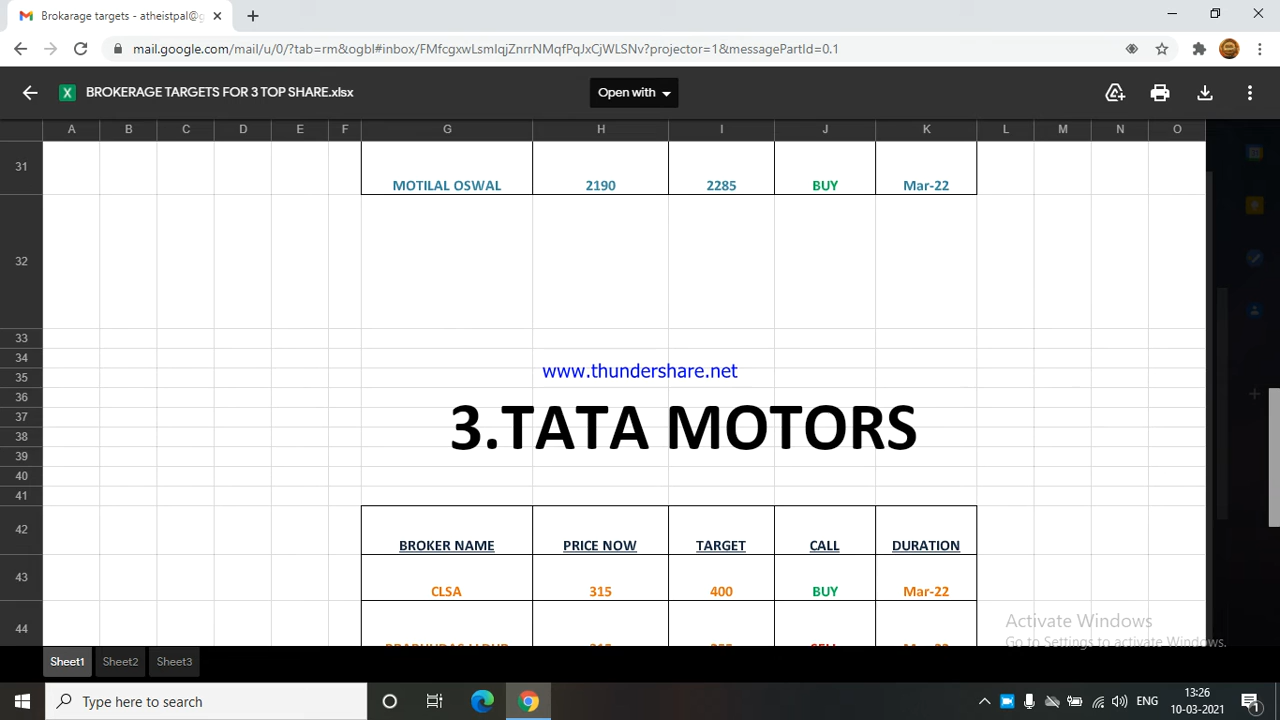 Brokarage targets - atheistpal@g
mail.google.com/mail/u/0/?tab=rm&ogbl#inbox/FMfcgxwLsmlqjZnrrNMqfPqJxCjWLSNv?projector=1&messagePartId=0.1
BROKERAGE TARGETS FOR 3 TOP SHARE.xlsx
Open with
A B C D E F G H I J K L M N O
31 MOTILAL OSWAL 2190 2285 BUY Mar-22
32
33
34
35
www.thundershare.net
36
37
3.TATA MOTORS
38
39
40
41
42 BROKER NAME PRICE NOW TARGET CALL DURATION
43 CLSA 315 400 BUY Mar-22
44
Activate Windows
Go to Settings to activate Windows.
Sheet1 Sheet2 Sheet3
Type here to search
ENG
13:26
10-03-2021
1